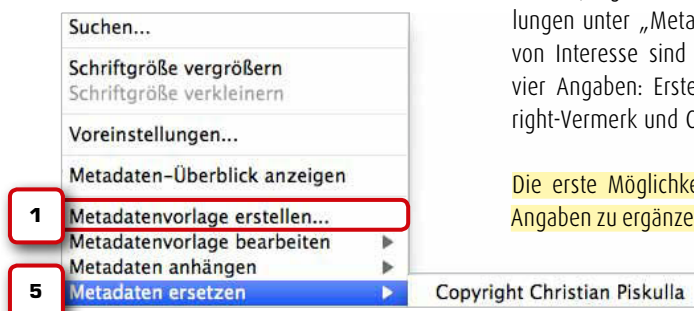 Suchen...
Schriftgröße vergrößern
Schriftgröße verkleinern
Voreinstellungen...
Metadaten-Überblick anzeigen
1 Metadatenvorlage erstellen...
Metadatenvorlage bearbeiten
Metadaten anhängen
5 Metadaten ersetzen
Copyright Christian Piskulla
lungen unter „Meta
von Interesse sind
vier Angaben: Erste
right-Vermerk und
Die erste Möglichke
Angaben zu ergänze